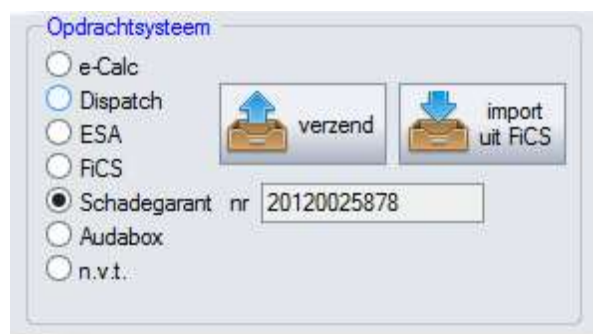 Opdrachtsysteem
e-Calc
Dispatch
ESA
FiCS
Schadegarant nr 20120025878
Audabox
n.v.t.
verzend
import
uit FiCS